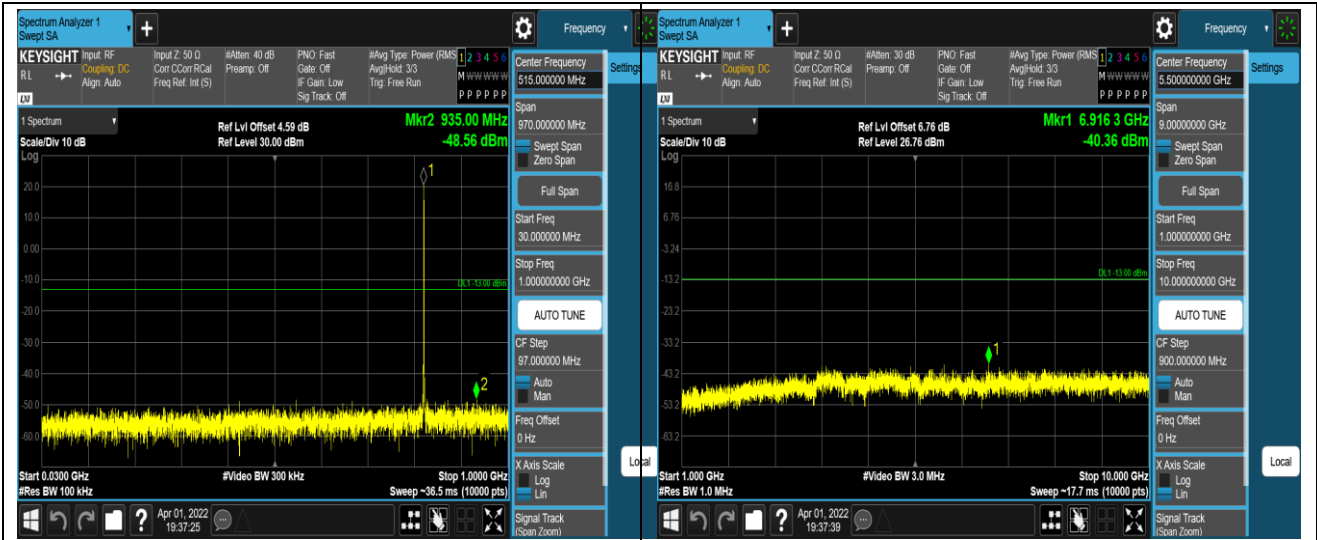 Spectrum Analyzer 1
Swept SA
Frequency
KEYSIGHT
Input: RF
Coupling: DC
Align: Auto
Input Z: 50 Ω
Corr CCorr RCal
Freq Ref: Int (S)
#Atten: 40 dB
Preamp: Off
PNO: Fast
Gate: Off
IF Gain: Low
Sig Track: Off
#Avg Type: Power (RMS
Avg|Hold: 3/3
Trig: Free Run
1 2 3 4 5 6
M W W W W W
P P P P P P
RL
LXI
1 Spectrum
Scale/Div 10 dB
Log
Ref Lvl Offset 4.59 dB
Ref Level 30.00 dBm
Mkr2 935.00 MHz
-48.56 dBm
1
20.0
10.0
0.00
-10.0
DL1 -13.00 dBm
-20.0
-30.0
-40.0
2
-50.0
-60.0
Start 0.0300 GHz
#Res BW 100 kHz
#Video BW 300 kHz
Stop 1.0000 GHz
Sweep ~36.5 ms (10000 pts)
Apr 01, 2022
19:37:25
Center Frequency
515.000000 MHz
Span
970.000000 MHz
Swept Span
Zero Span
Full Span
Start Freq
30.000000 MHz
Stop Freq
1.000000000 GHz
AUTO TUNE
CF Step
97.000000 MHz
Auto
Man
Freq Offset
0 Hz
X Axis Scale
Log
Lin
Signal Track
(Span Zoom)
Settings
Local
Spectrum Analyzer 1
Swept SA
Frequency
KEYSIGHT
Input: RF
Coupling: DC
Align: Auto
Input Z: 50 Ω
Corr CCorr RCal
Freq Ref: Int (S)
#Atten: 30 dB
Preamp: Off
PNO: Fast
Gate: Off
IF Gain: Low
Sig Track: Off
#Avg Type: Power (RMS
Avg|Hold: 3/3
Trig: Free Run
1 2 3 4 5 6
M W W W W W
P P P P P P
RL
LXI
1 Spectrum
Scale/Div 10 dB
Log
Ref Lvl Offset 6.76 dB
Ref Level 26.76 dBm
Mkr1 6.916 3 GHz
-40.36 dBm
16.8
6.76
-3.24
-13.2
DL1 -13.00 dBm
-23.2
-33.2
1
-43.2
-53.2
-63.2
Start 1.000 GHz
#Res BW 1.0 MHz
#Video BW 3.0 MHz
Stop 10.000 GHz
Sweep ~17.7 ms (10000 pts)
Apr 01, 2022
19:37:39
Center Frequency
5.500000000 GHz
Span
9.00000000 GHz
Swept Span
Zero Span
Full Span
Start Freq
1.000000000 GHz
Stop Freq
10.000000000 GHz
AUTO TUNE
CF Step
900.000000 MHz
Auto
Man
Freq Offset
0 Hz
X Axis Scale
Log
Lin
Signal Track
(Span Zoom)
Settings
Local